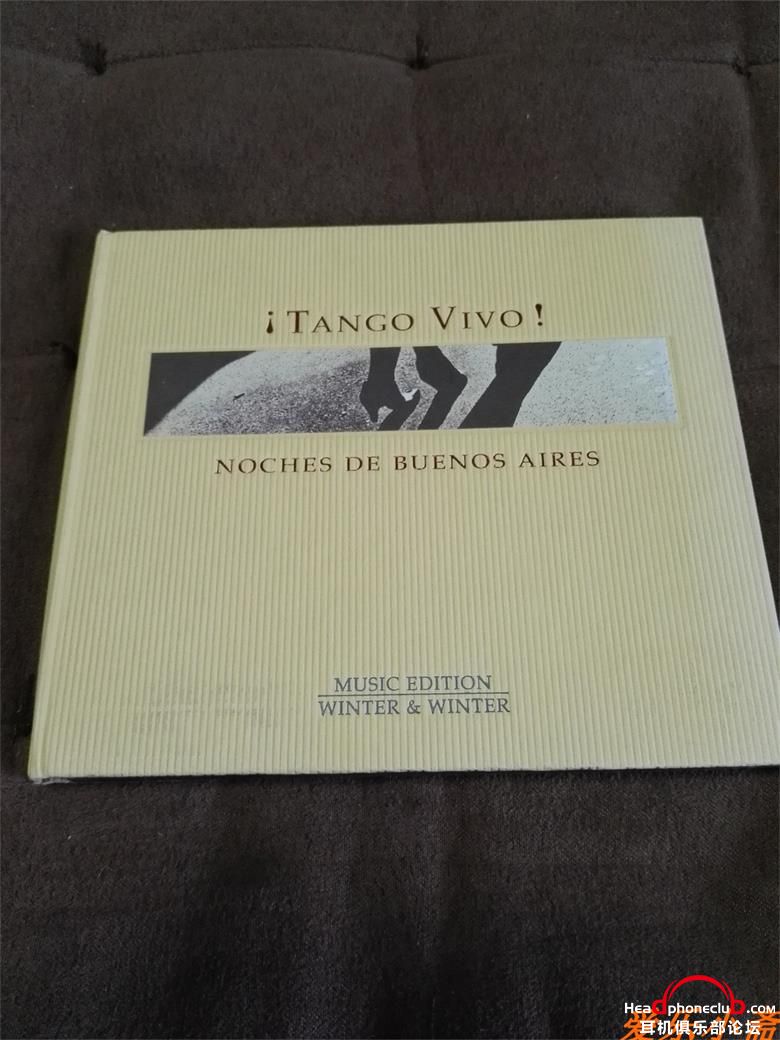 ¡TANGO VIVO!
NOCHES DE BUENOS AIRES
MUSIC EDITION
WINTER & WINTER
Headphoneclub.com
耳机俱乐部论坛